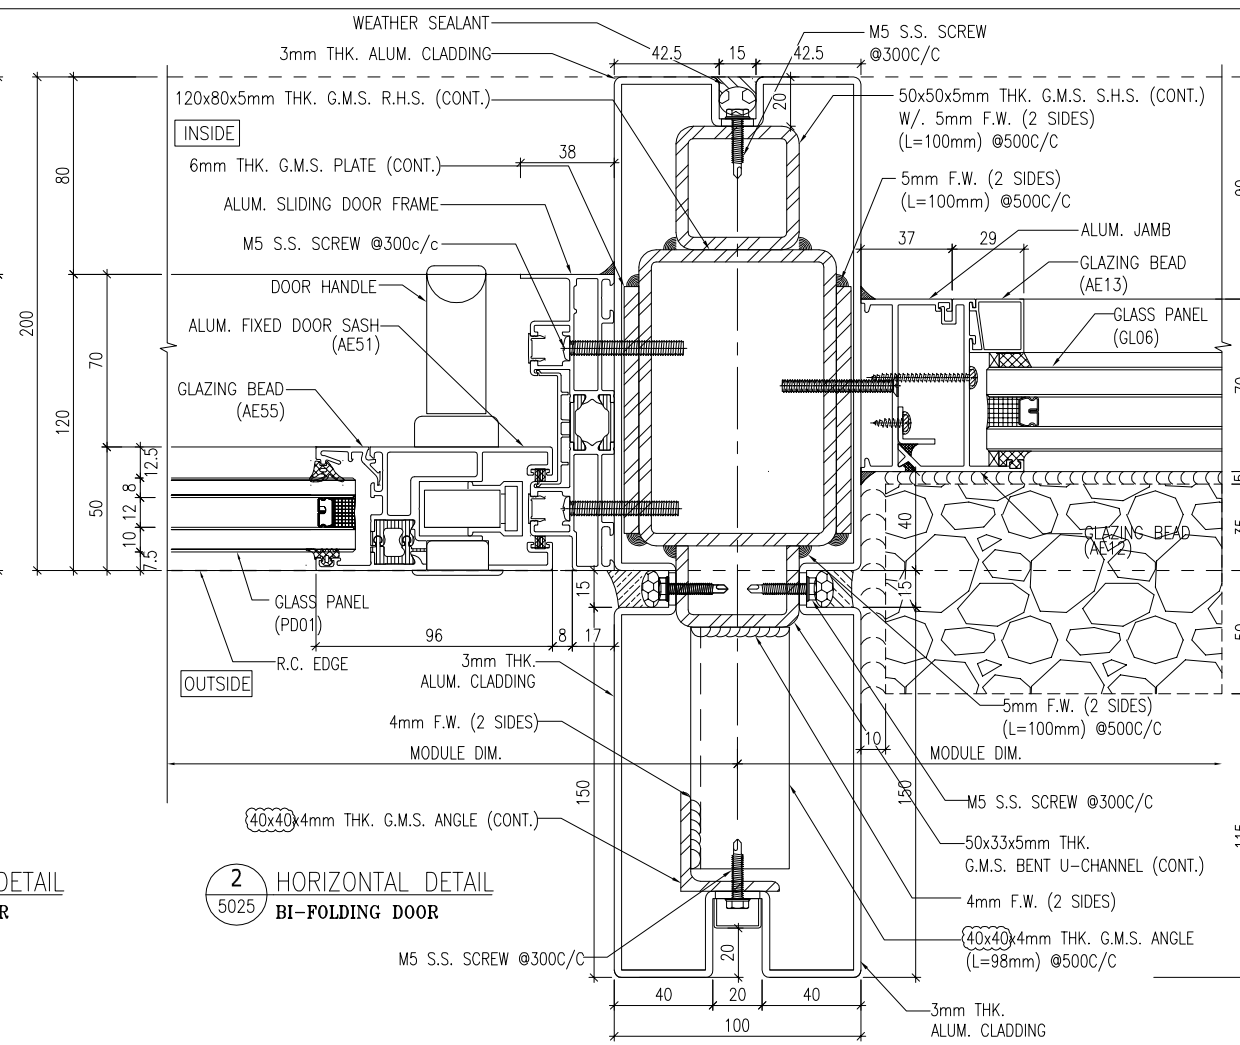 WEATHER SEALANT
3mm THK. ALUM. CLADDING
42.5
15
42.5
M5 S.S. SCREW
@300C/C
120x80x5mm THK. G.M.S. R.H.S. (CONT.)
20
50x50x5mm THK. G.M.S. S.H.S. (CONT.)
W/. 5mm F.W. (2 SIDES)
(L=100mm) @500C/C
INSIDE
38
6mm THK. G.M.S. PLATE (CONT.)
5mm F.W. (2 SIDES)
(L=100mm) @500C/C
80
ALUM. SLIDING DOOR FRAME
M5 S.S. SCREW @300c/c
37
29
ALUM. JAMB
GLAZING BEAD
(AE13)
DOOR HANDLE
200
ALUM. FIXED DOOR SASH
(AE51)
GLASS PANEL
(GL06)
70
120
GLAZING BEAD
(AE55)
12.5
8
12
10
7.5
50
40
GLAZING BEAD
(AE12)
15
15
GLASS PANEL
(PD01)
96
8
17
R.C. EDGE
OUTSIDE
3mm THK.
ALUM. CLADDING
4mm F.W. (2 SIDES)
5mm F.W. (2 SIDES)
(L=100mm) @500C/C
10
MODULE DIM.
MODULE DIM.
150
150
M5 S.S. SCREW @300C/C
40x40x4mm THK. G.M.S. ANGLE (CONT.)
50x33x5mm THK.
G.M.S. BENT U-CHANNEL (CONT.)
DETAIL
R
2
5025
HORIZONTAL DETAIL
BI-FOLDING DOOR
4mm F.W. (2 SIDES)
40x40x4mm THK. G.M.S. ANGLE
(L=98mm) @500C/C
M5 S.S. SCREW @300C/C
20
40
20
40
100
3mm THK.
ALUM. CLADDING
70
35
50
115